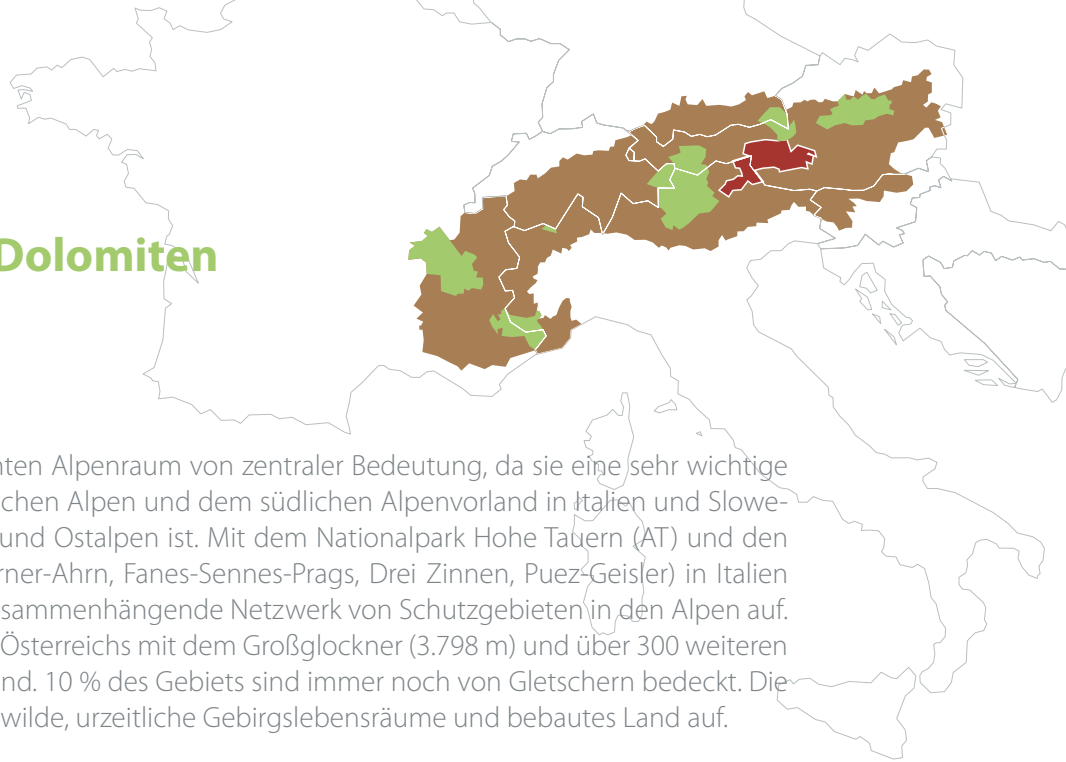 Dolomiten
nten Alpenraum von zentraler Bedeutung, da sie eine sehr wichtige
chen Alpen und dem südlichen Alpenvorland in Italien und Slowe-
und Ostalpen ist. Mit dem Nationalpark Hohe Tauern (AT) und den
rner-Ahrn, Fanes-Sennes-Prags, Drei Zinnen, Puez-Geisler) in Italien
sammenhängende Netzwerk von Schutzgebieten in den Alpen auf.
Österreichs mit dem Großglockner (3.798 m) und über 300 weiteren
nd. 10 % des Gebiets sind immer noch von Gletschern bedeckt. Die
wilde, urzeitliche Gebirgslebensräume und bebautes Land auf.